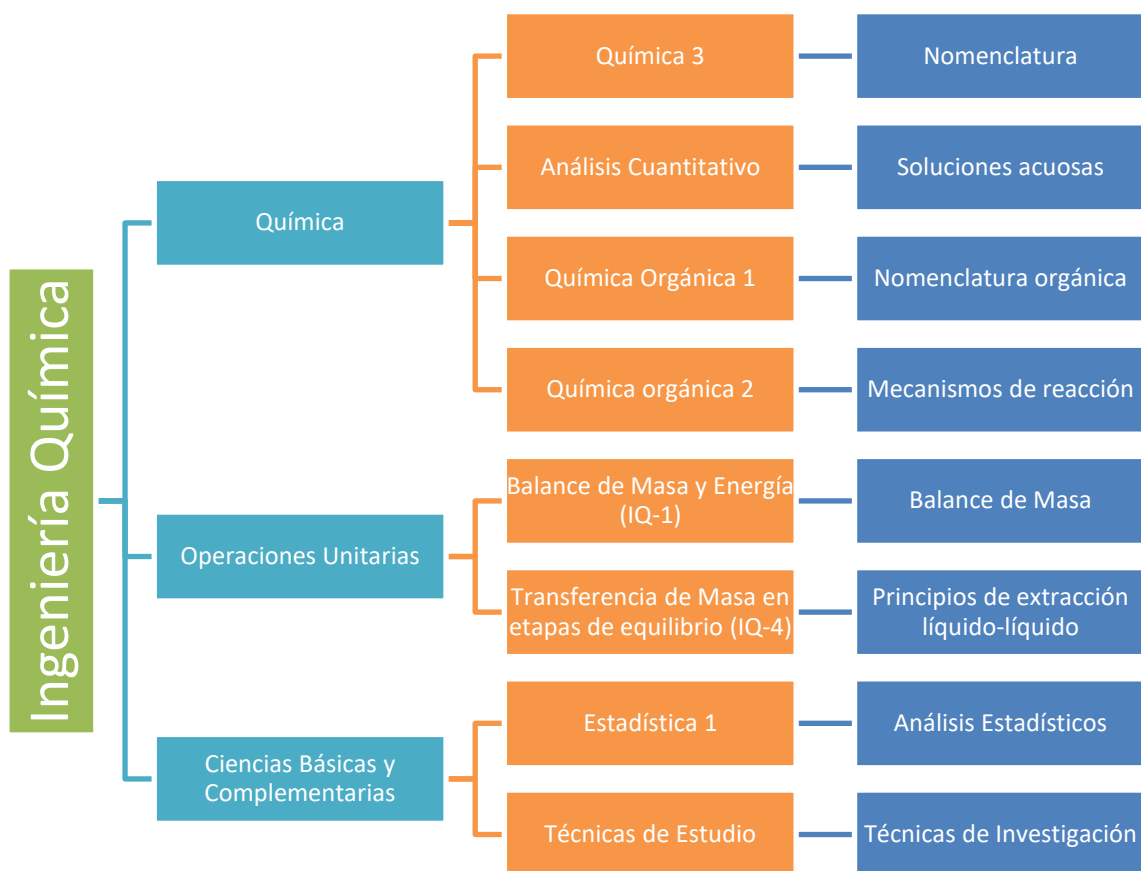 Ingeniería Química
Química
Química 3
Nomenclatura
Análisis Cuantitativo
Soluciones acuosas
Química Orgánica 1
Nomenclatura orgánica
Química orgánica 2
Mecanismos de reacción
Operaciones Unitarias
Balance de Masa y Energía
(IQ-1)
Balance de Masa
Transferencia de Masa en
etapas de equilibrio (IQ-4)
Principios de extracción
líquido-líquido
Ciencias Básicas y
Complementarias
Estadística 1
Análisis Estadísticos
Técnicas de Estudio
Técnicas de Investigación